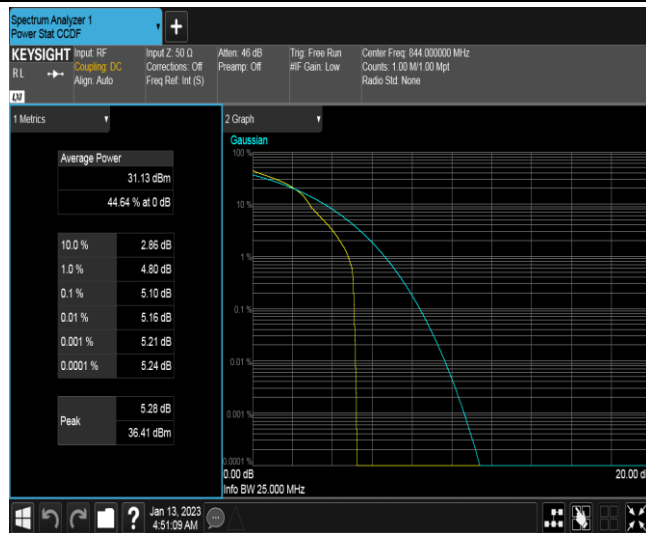 Spectrum Analyzer 1
Power Stat CCDF
KEYSIGHT
RL
Input: RF
Coupling: DC
Align: Auto
Input Z: 50 Ω
Corrections: Off
Freq Ref: Int (S)
Atten: 46 dB
Preamp: Off
Trig: Free Run
#IF Gain: Low
Center Freq: 844.000000 MHz
Counts: 1.00 M/1.00 Mpt
Radio Std: None
1 Metrics
Average Power
31.13 dBm
44.64 % at 0 dB
10.0 % 2.86 dB
1.0 % 4.80 dB
0.1 % 5.10 dB
0.01 % 5.16 dB
0.001 % 5.21 dB
0.0001 % 5.24 dB
Peak
5.28 dB
36.41 dBm
2 Graph
Gaussian
100 %
10 %
1 %
0.1 %
0.01 %
0.001 %
0.0001 %
0.00 dB
20.00 d
Info BW 25.000 MHz
Jan 13, 2023
4:51:09 AM